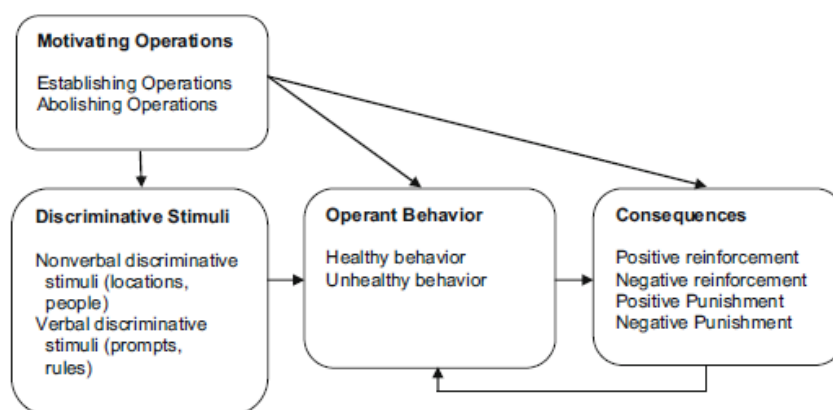 Motivating Operations
Establishing Operations
Abolishing Operations
Discriminative Stimuli
Nonverbal discriminative
stimuli (locations,
people)
Verbal discriminative
stimuli (prompts,
rules)
Operant Behavior
Healthy behavior
Unhealthy behavior
Consequences
Positive reinforcement
Negative reinforcement
Positive Punishment
Negative Punishment